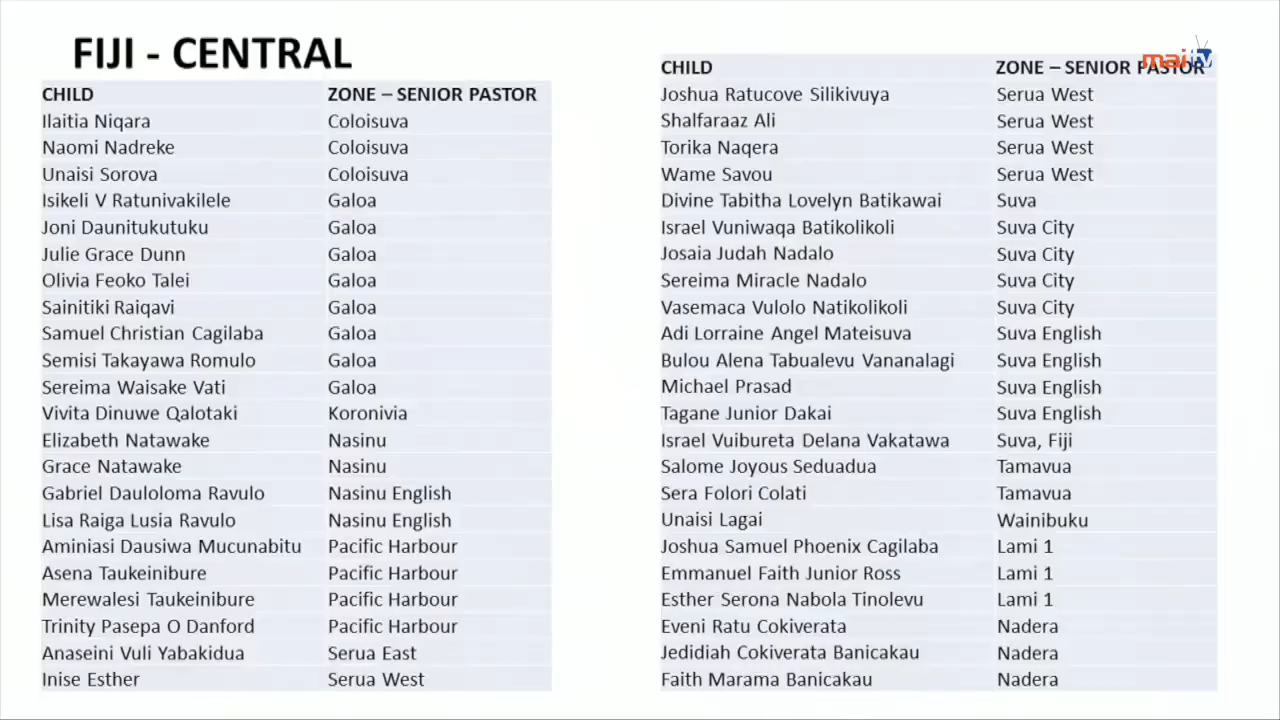 FIJI - CENTRAL
CHILD ZONE – SENIOR PASTOR
Ilaitia Niqara Coloisuva
Naomi Nadreke Coloisuva
Unaisi Sorova Coloisuva
Isikeli V Ratunivakilele Galoa
Joni Daunitukutuku Galoa
Julie Grace Dunn Galoa
Olivia Feoko Talei Galoa
Sainitiki Raiqavi Galoa
Samuel Christian Cagilaba Galoa
Semisi Takayawa Romulo Galoa
Sereima Waisake Vati Galoa
Vivita Dinuwe Qalotaki Koronivia
Elizabeth Natawake Nasinu
Grace Natawake Nasinu
Gabriel Dauloloma Ravulo Nasinu English
Lisa Raiga Lusia Ravulo Nasinu English
Aminiasi Dausiwa Mucunabitu Pacific Harbour
Asena Taukeinibure Pacific Harbour
Merewalesi Taukeinibure Pacific Harbour
Trinity Pasepa O Danford Pacific Harbour
Anaseini Vuli Yabakidua Serua East
Inise Esther Serua West
mai tv
CHILD ZONE – SENIOR PASTOR
Joshua Ratucove Silikivuya Serua West
Shalfaraaz Ali Serua West
Torika Naqera Serua West
Wame Savou Serua West
Divine Tabitha Lovelyn Batikawai Suva
Israel Vuniwaqa Batikolikoli Suva City
Josaia Judah Nadalo Suva City
Sereima Miracle Nadalo Suva City
Vasemaca Vulolo Natikolikoli Suva City
Adi Lorraine Angel Mateisuva Suva English
Bulou Alena Tabualevu Vananalagi Suva English
Michael Prasad Suva English
Tagane Junior Dakai Suva English
Israel Vuibureta Delana Vakatawa Suva, Fiji
Salome Joyous Seduadua Tamavua
Sera Folori Colati Tamavua
Unaisi Lagai Wainibuku
Joshua Samuel Phoenix Cagilaba Lami 1
Emmanuel Faith Junior Ross Lami 1
Esther Serona Nabola Tinolevu Lami 1
Eveni Ratu Cokiverata Nadera
Jedidiah Cokiverata Banicakau Nadera
Faith Marama Banicakau Nadera